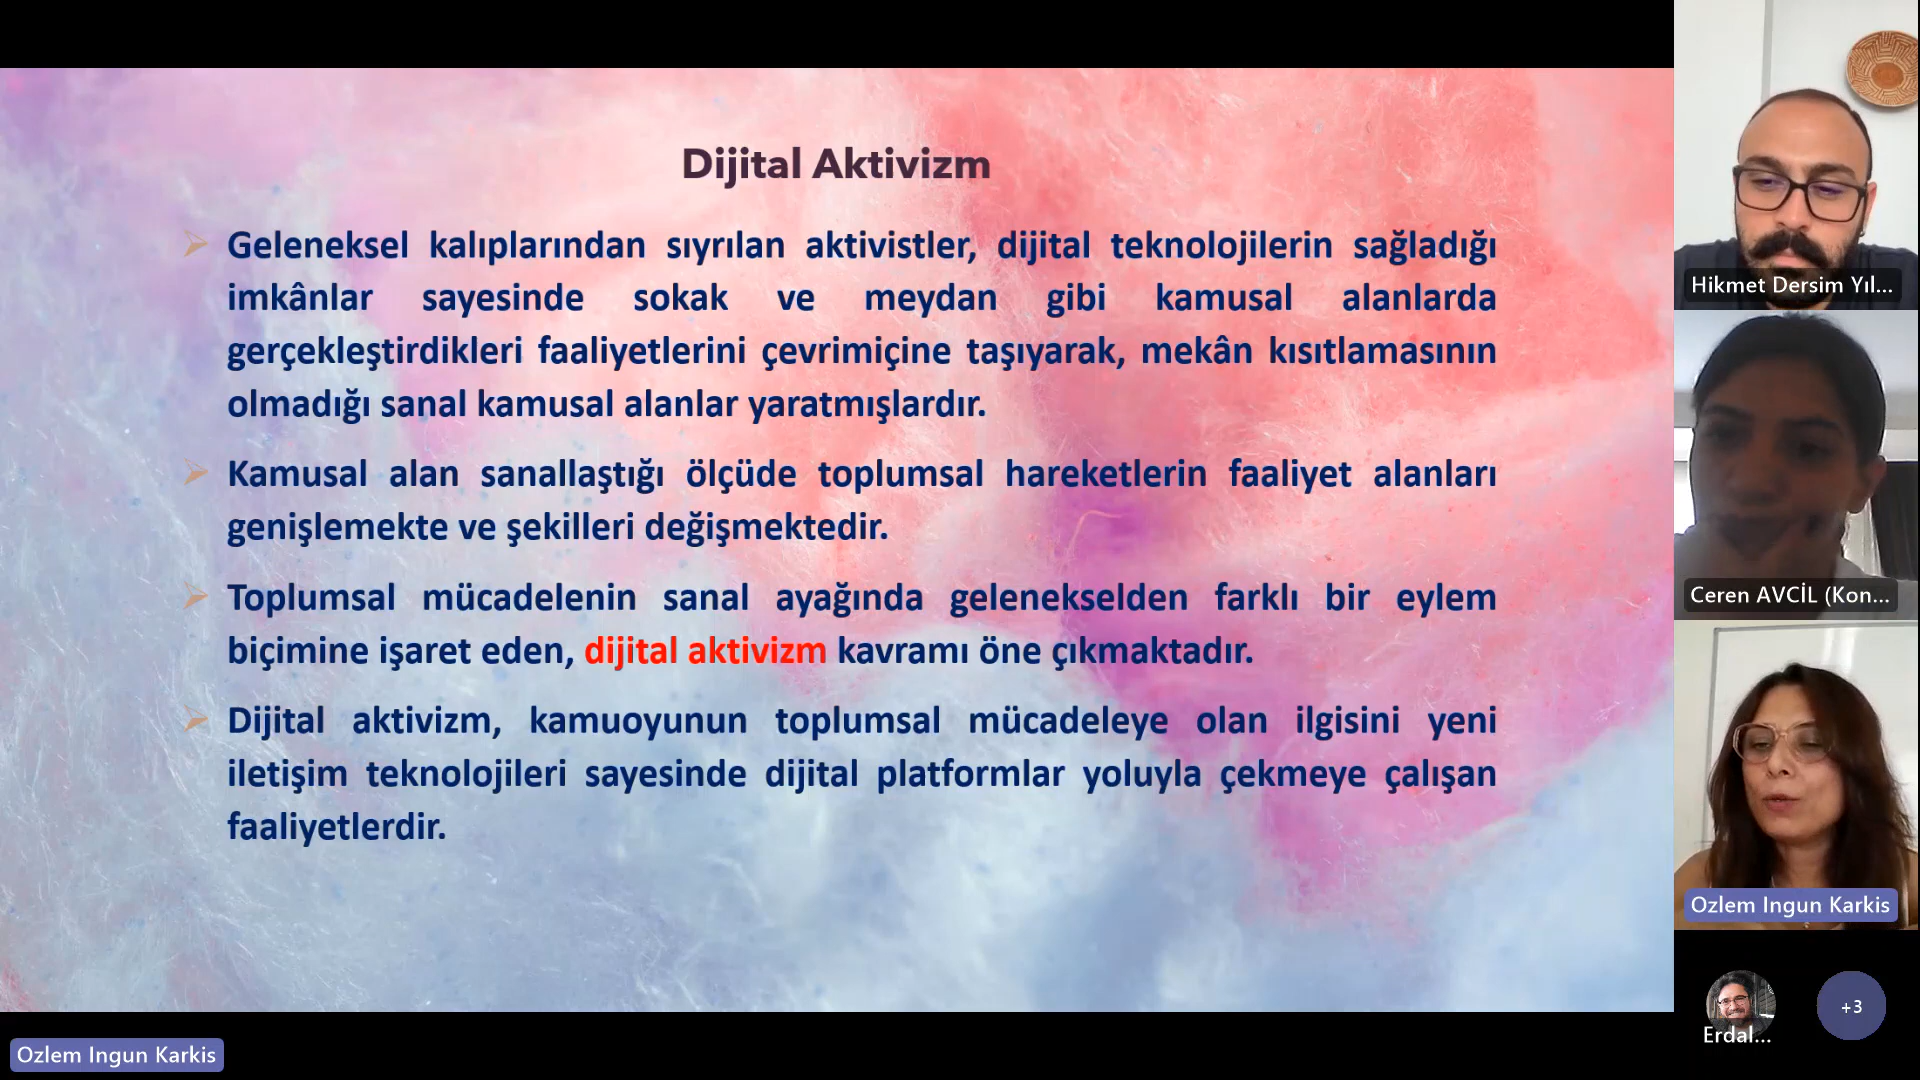 Dijital Aktivizm
Geleneksel kalıplarından sıyrılan aktivistler, dijital teknolojilerin sağladığı
imkânlar sayesinde sokak ve meydan gibi kamusal alanlarda
gerçekleştirdikleri faaliyetlerini çevrimiçine taşıyarak, mekân kısıtlamasının
olmadığı sanal kamusal alanlar yaratmışlardır.
Kamusal alan sanallaştığı ölçüde toplumsal hareketlerin faaliyet alanları
genişlemekte ve şekilleri değişmektedir.
Toplumsal mücadelenin sanal ayağında gelenekselden farklı bir eylem
biçimine işaret eden, dijital aktivizm kavramı öne çıkmaktadır.
Dijital aktivizm, kamuoyunun toplumsal mücadeleye olan ilgisini yeni
iletişim teknolojileri sayesinde dijital platformlar yoluyla çekmeye çalışan
faaliyetlerdir.
Hikmet Dersim Yıl...
Ceren AVCİL (Kon...
Ozlem Ingun Karkis
Erdal...
+3
Ozlem Ingun Karkis